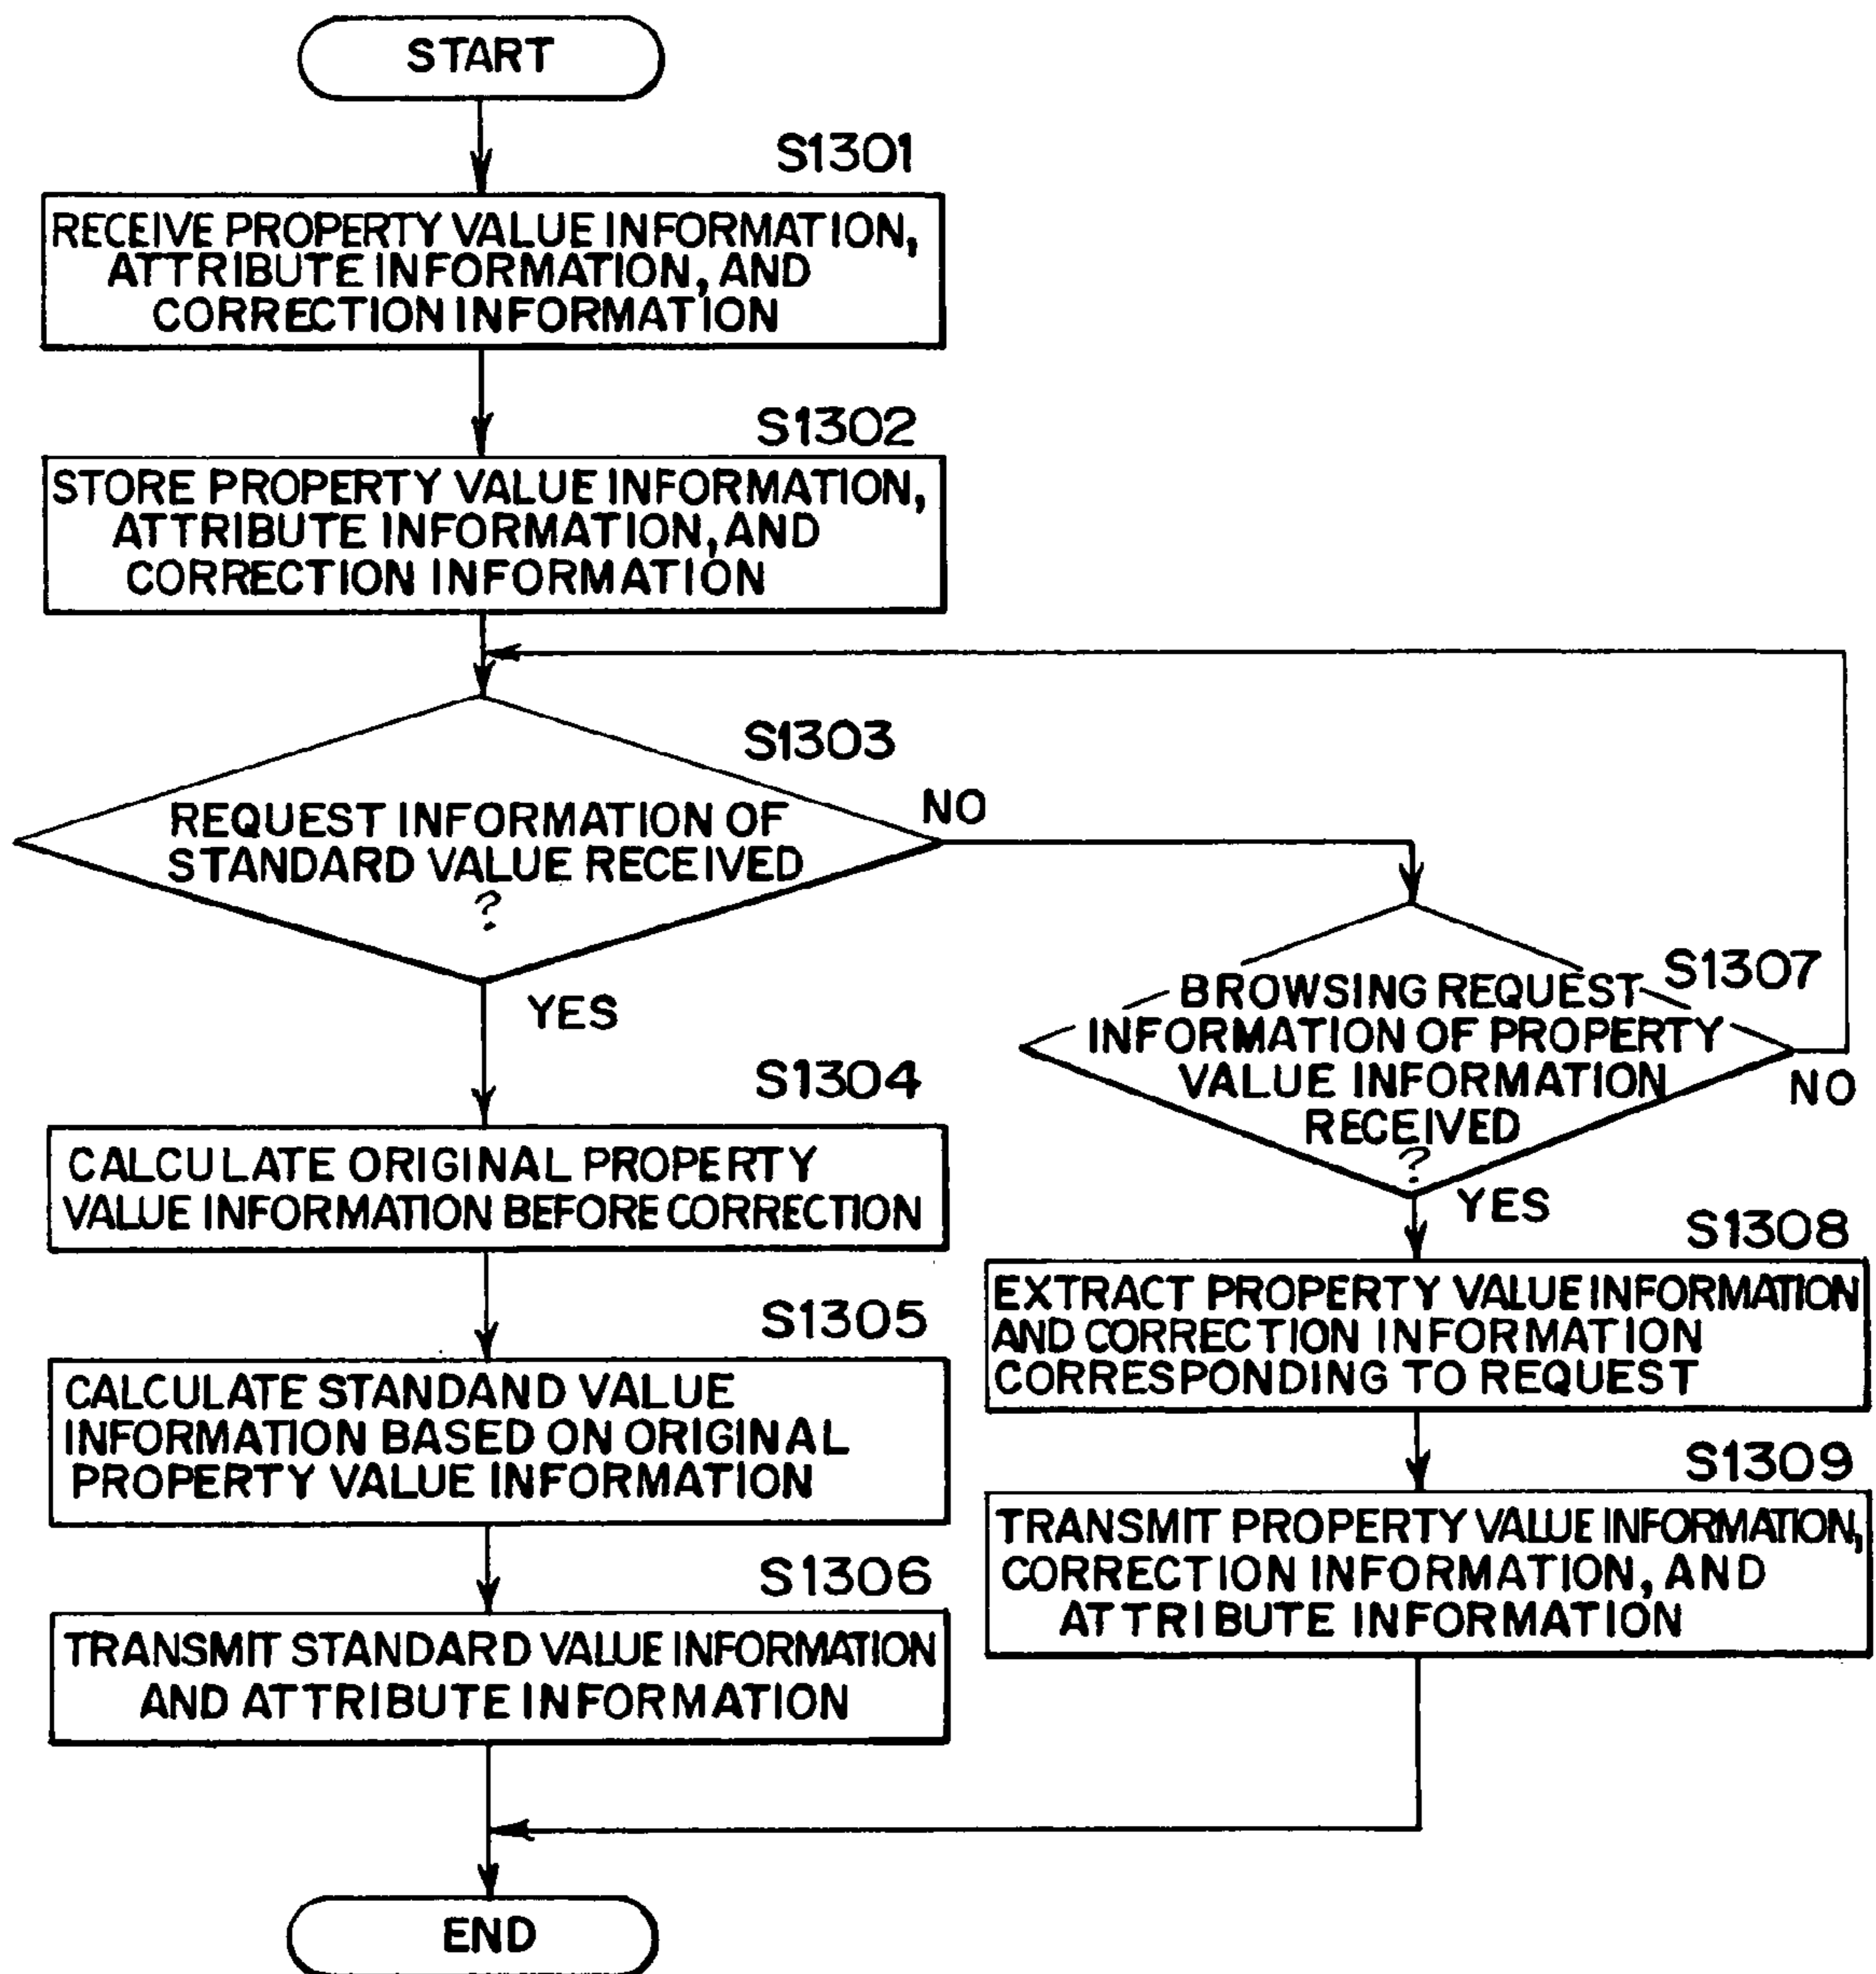 START
S1301
RECEIVE PROPERTY VALUE INFORMATION,
ATTRIBUTE INFORMATION, AND
CORRECTION INFORMATION
S1302
STORE PROPERTY VALUE INFORMATION,
ATTRIBUTE INFORMATION, AND
CORRECTION INFORMATION
S1303
REQUEST INFORMATION OF
STANDARD VALUE RECEIVED
?
NO
YES
S1304
CALCULATE ORIGINAL PROPERTY
VALUE INFORMATION BEFORE CORRECTION
S1305
CALCULATE STANDAND VALUE
INFORMATION BASED ON ORIGINAL
PROPERTY VALUE INFORMATION
S1306
TRANSMIT STANDARD VALUE INFORMATION
AND ATTRIBUTE INFORMATION
S1307
BROWSING REQUEST
INFORMATION OF PROPERTY
VALUE INFORMATION
RECEIVED
?
NO
YES
S1308
EXTRACT PROPERTY VALUE INFORMATION
AND CORRECTION INFORMATION
CORRESPONDING TO REQUEST
S1309
TRANSMIT PROPERTY VALUE INFORMATION,
CORRECTION INFORMATION, AND
ATTRIBUTE INFORMATION
END